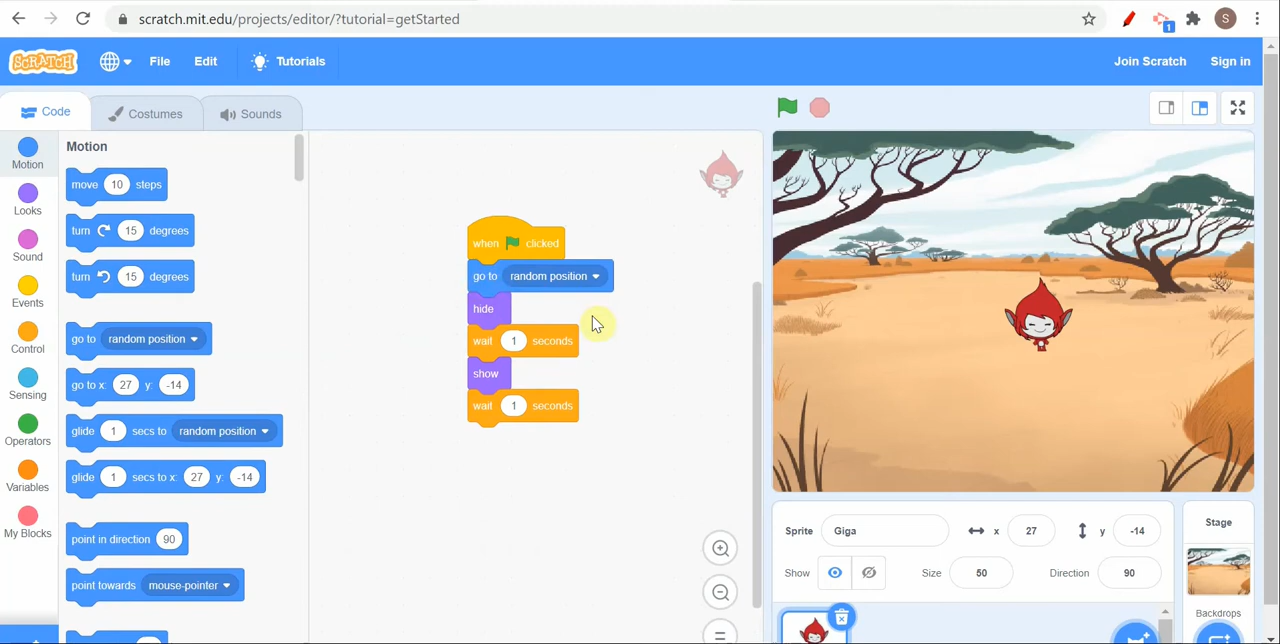 scratch.mit.edu/projects/editor/?tutorial=getStarted
1
S
SCRATCH
File
Edit
Tutorials
Join Scratch
Sign in
Code
Costumes
Sounds
Motion
Looks
Sound
Events
Control
Sensing
Operators
Variables
My Blocks
Motion
move 10 steps
turn 15 degrees
turn 15 degrees
go to random position
go to x: 27 y: -14
glide 1 secs to random position
glide 1 secs to x: 27 y: -14
point in direction 90
point towards mouse-pointer
when clicked
go to random position
hide
wait 1 seconds
show
wait 1 seconds
Sprite Giga x 27 y -14
Show Size 50 Direction 90
Stage
Backdrops